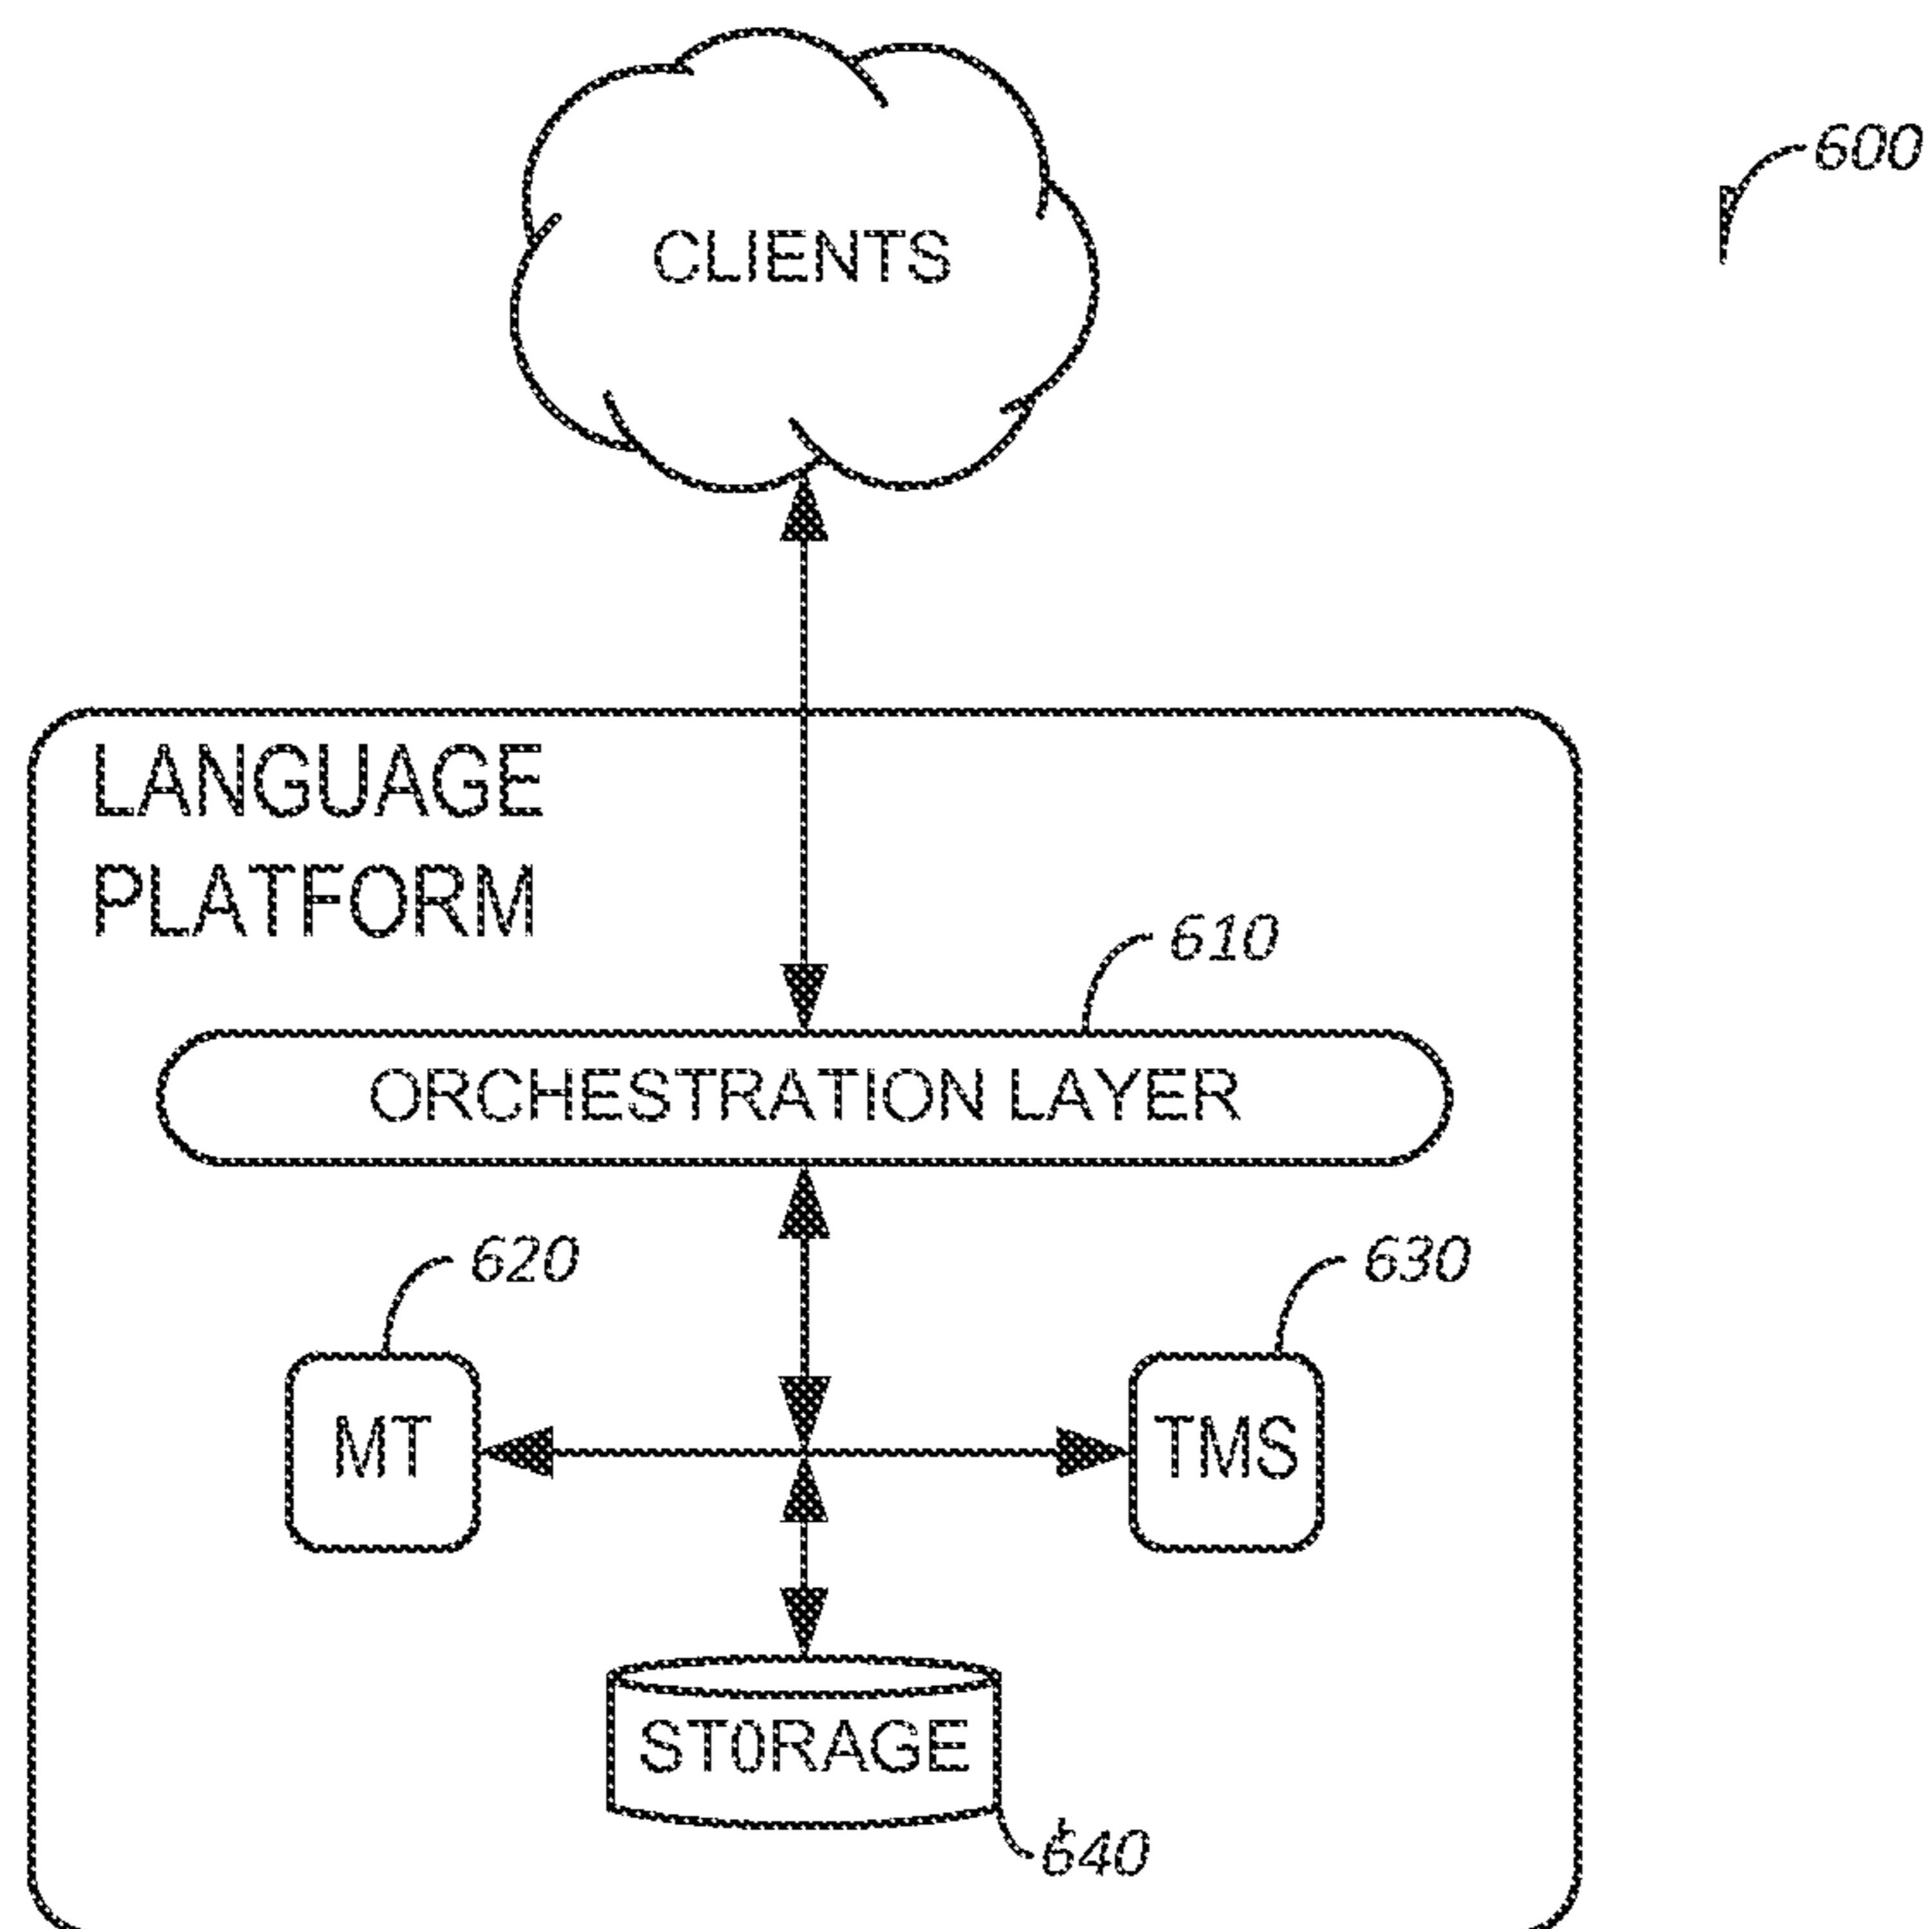 600
CLIENTS
LANGUAGE
PLATFORM
610
ORCHESTRATION LAYER
620
630
MT
TMS
ST0RAGE
640